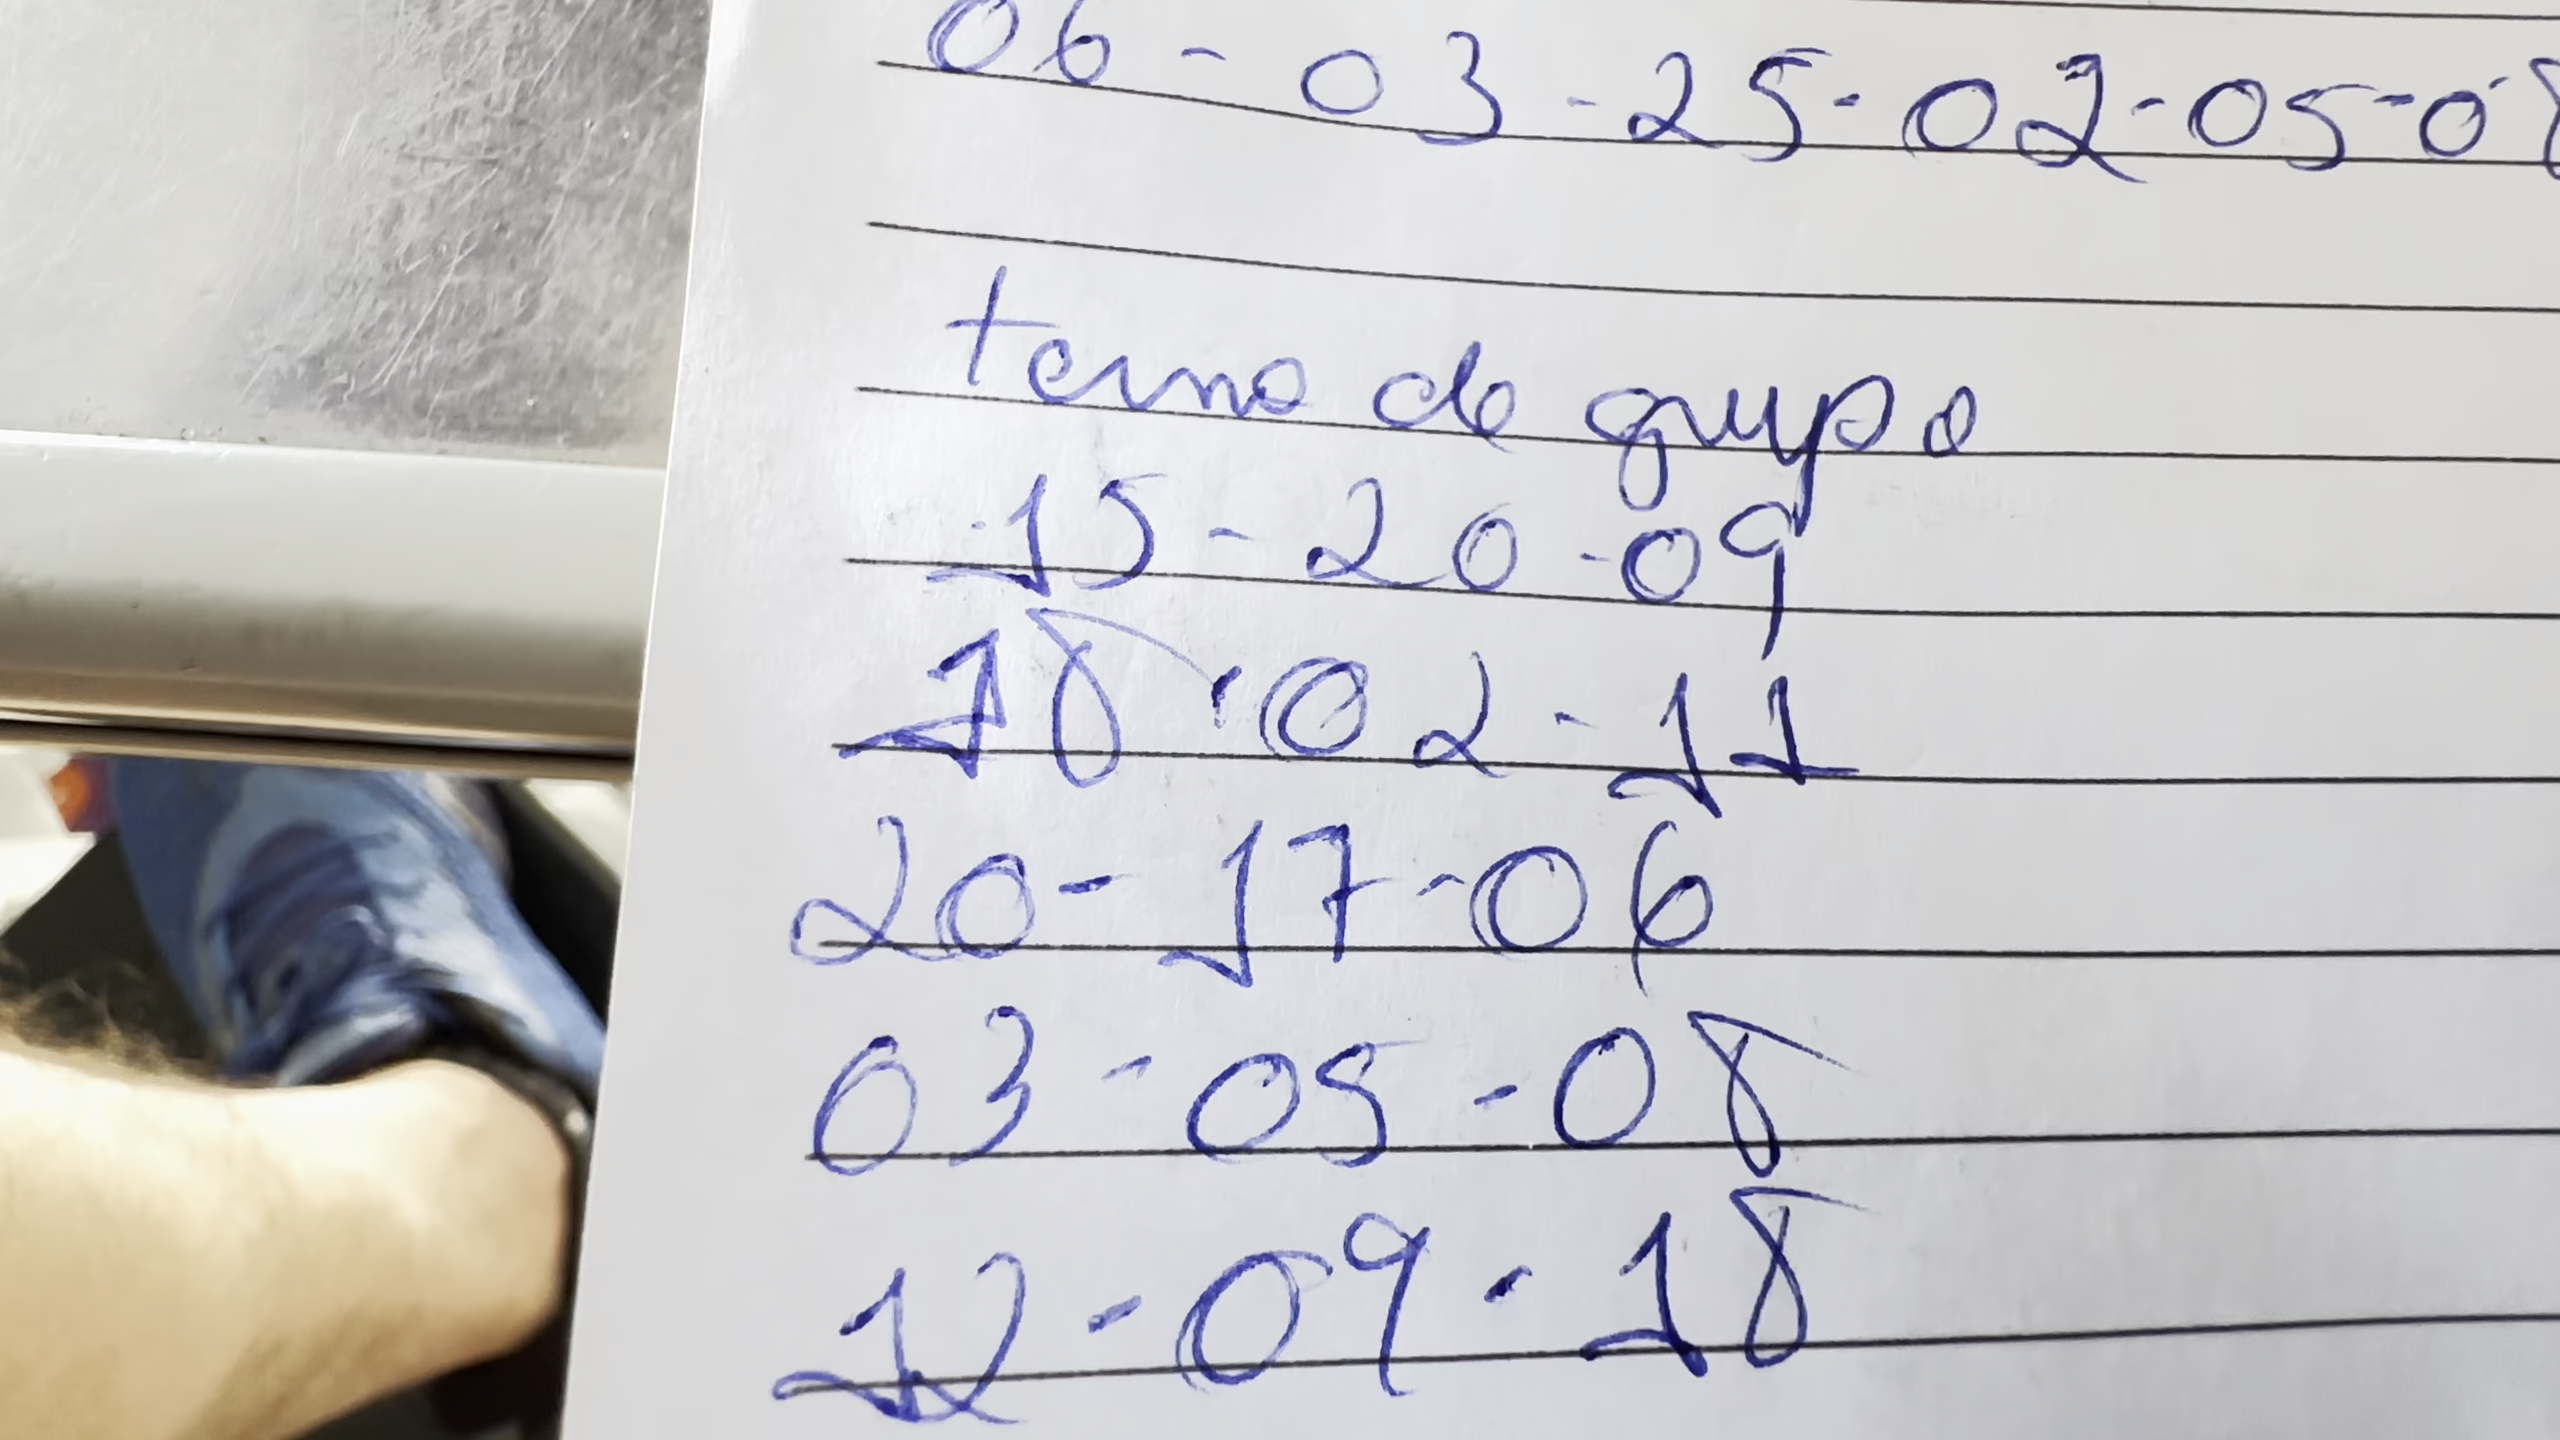 06 - 03 - 25 - 02 - 05 - 08
terno de grupo
15 - 20 - 09
18 - 02 - 11
20 - 17 - 06
03 - 05 - 08
12 - 09 - 18